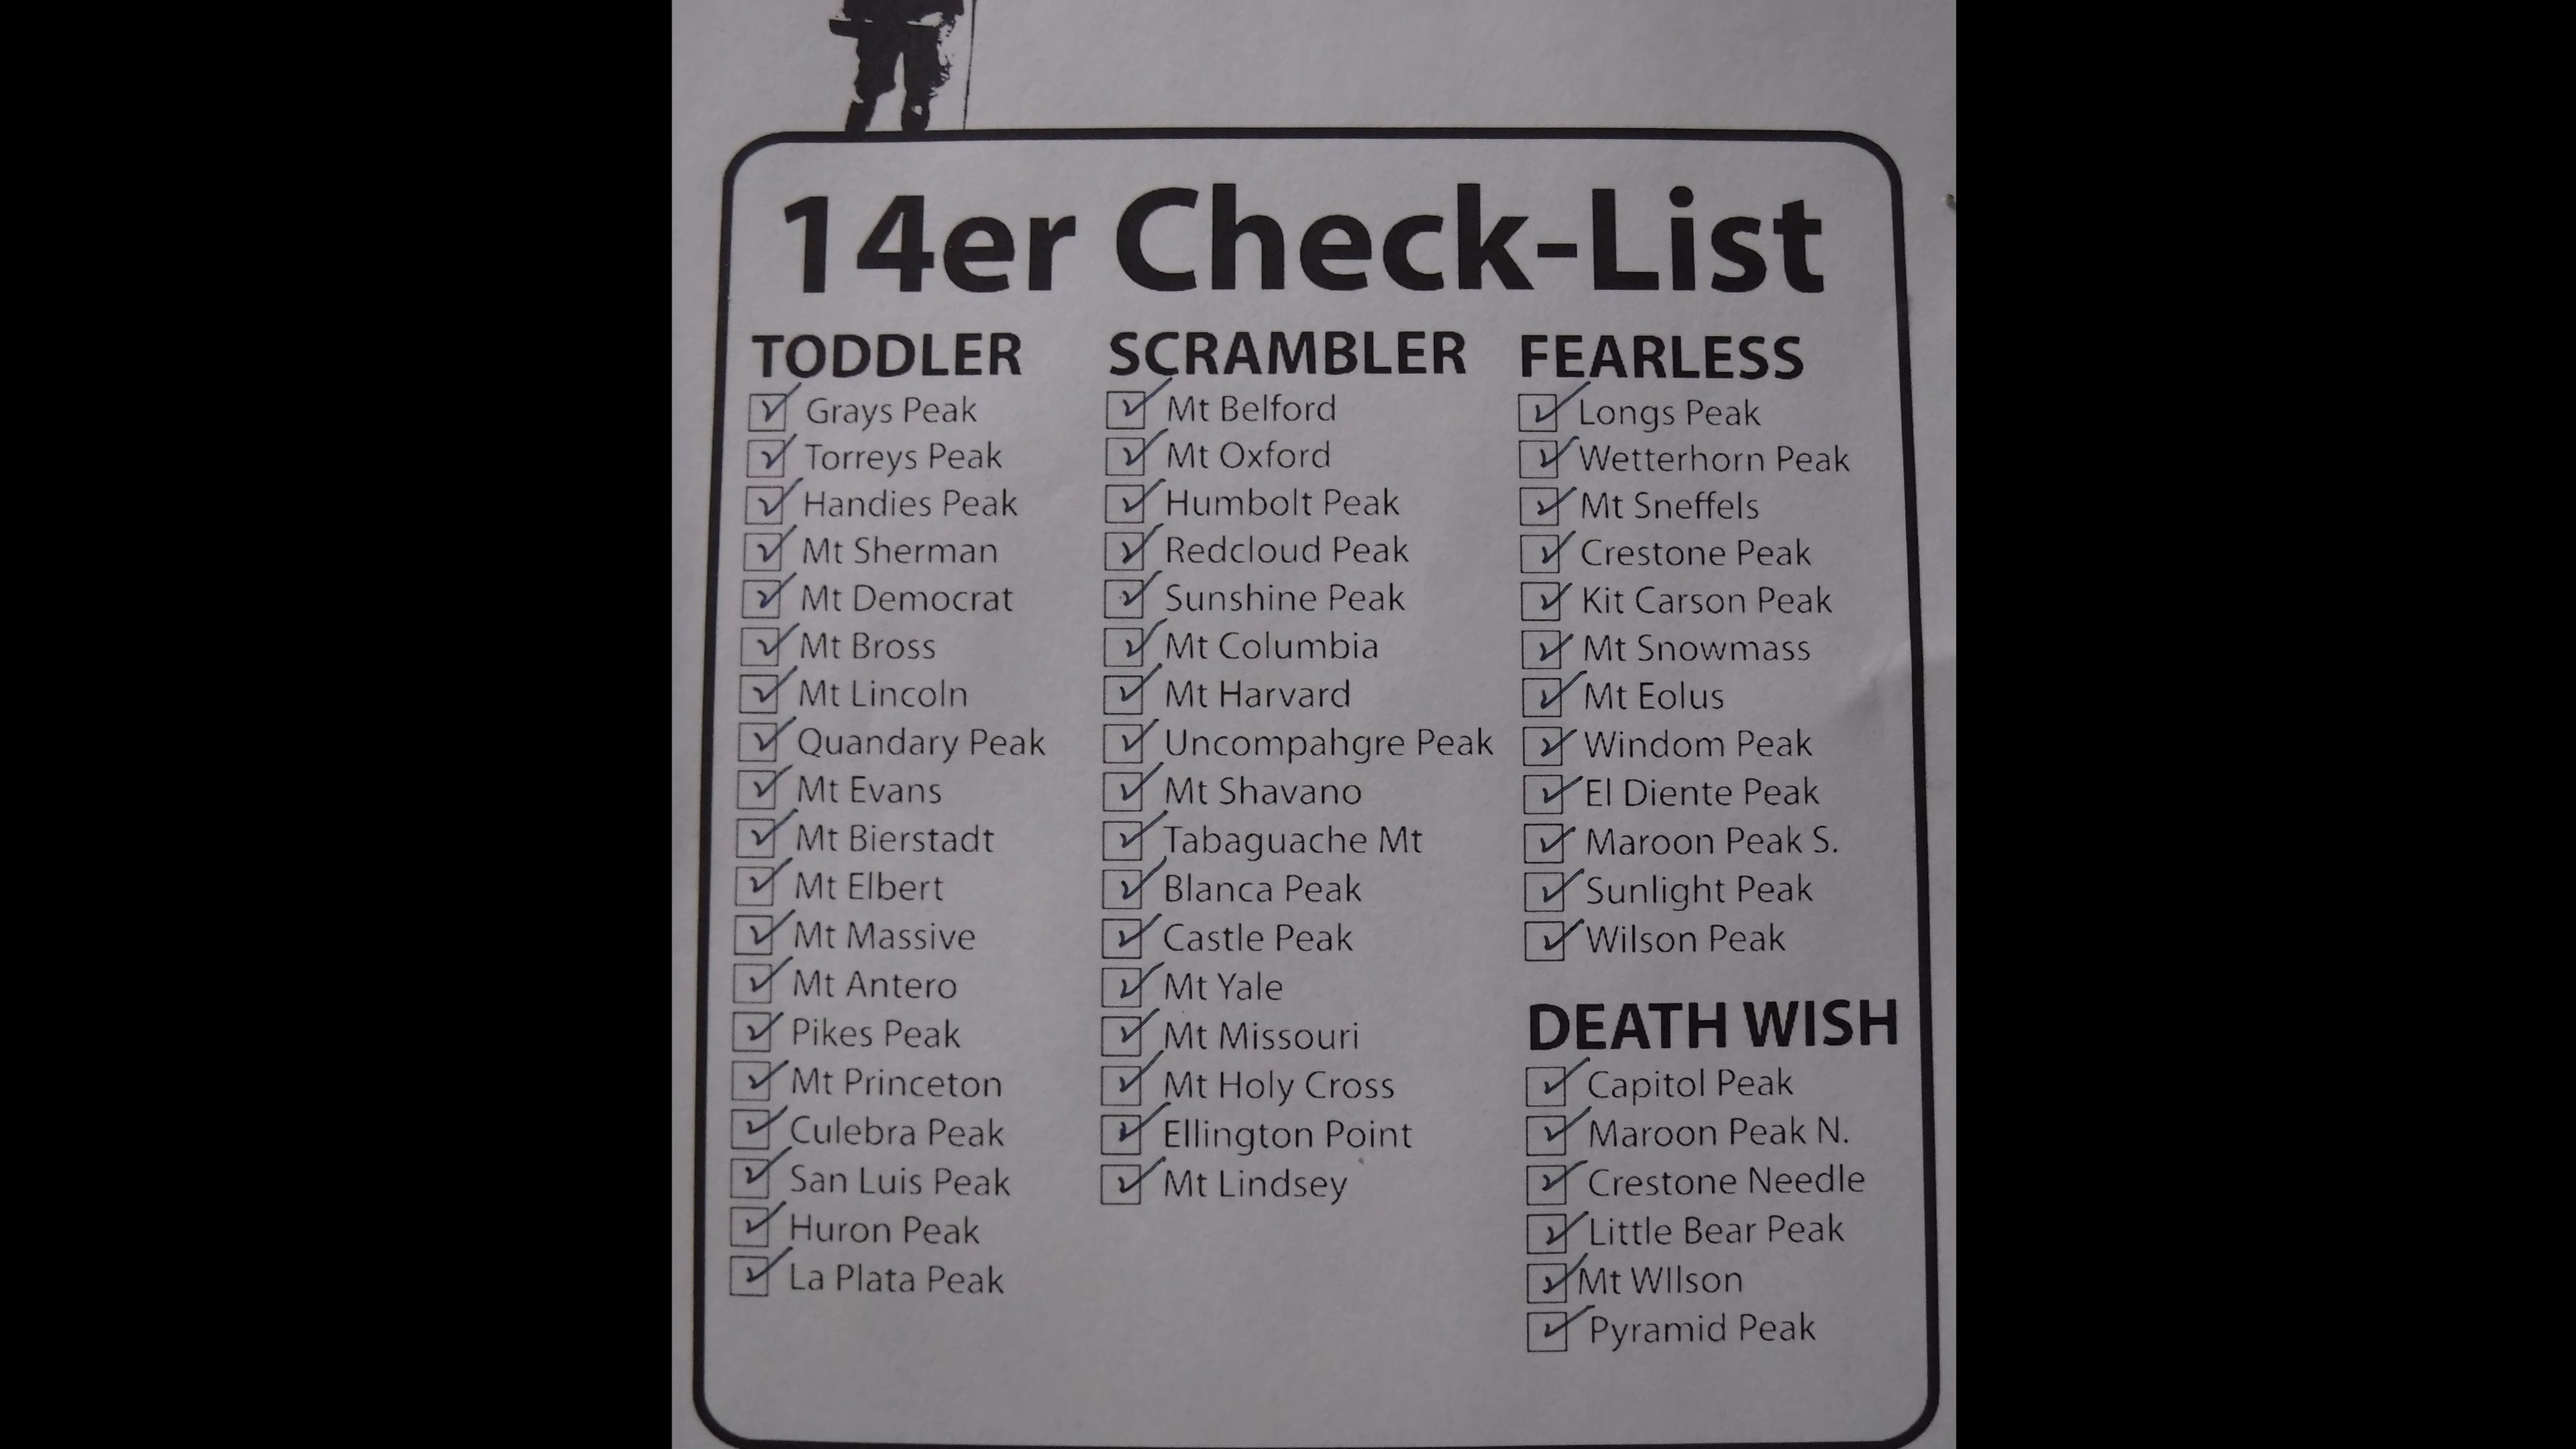 14er Check-List
TODDLER
Grays Peak
Torreys Peak
Handies Peak
Mt Sherman
Mt Democrat
Mt Bross
Mt Lincoln
Quandary Peak
Mt Evans
Mt Bierstadt
Mt Elbert
Mt Massive
Mt Antero
Pikes Peak
Mt Princeton
Culebra Peak
San Luis Peak
Huron Peak
La Plata Peak
SCRAMBLER
Mt Belford
Mt Oxford
Humbolt Peak
Redcloud Peak
Sunshine Peak
Mt Columbia
Mt Harvard
Uncompahgre Peak
Mt Shavano
Tabaguache Mt
Blanca Peak
Castle Peak
Mt Yale
Mt Missouri
Mt Holy Cross
Ellington Point
Mt Lindsey
FEARLESS
Longs Peak
Wetterhorn Peak
Mt Sneffels
Crestone Peak
Kit Carson Peak
Mt Snowmass
Mt Eolus
Windom Peak
El Diente Peak
Maroon Peak S.
Sunlight Peak
Wilson Peak
DEATH WISH
Capitol Peak
Maroon Peak N.
Crestone Needle
Little Bear Peak
Mt WIlson
Pyramid Peak